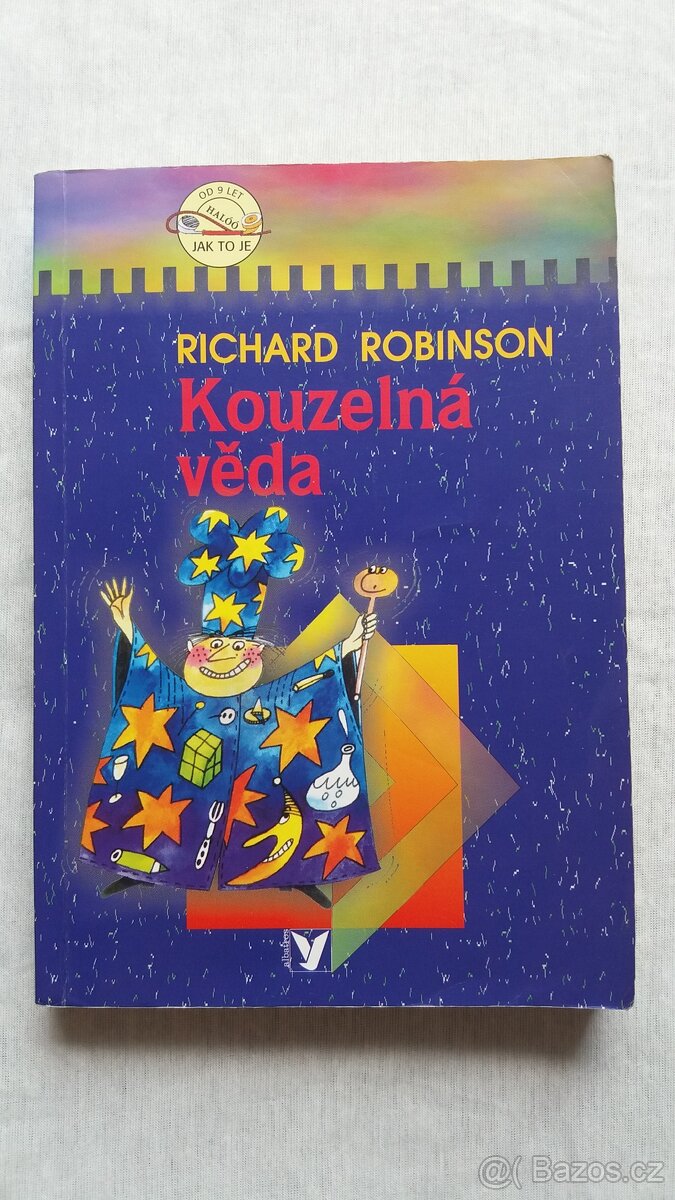 OD 9 LET
HALÓÓ
JAK TO JE
RICHARD ROBINSON
Kouzelná
věda
albatros
@( Bazos.cz